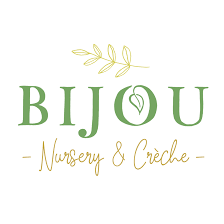 BIJOU
- Nursery & Crèche -